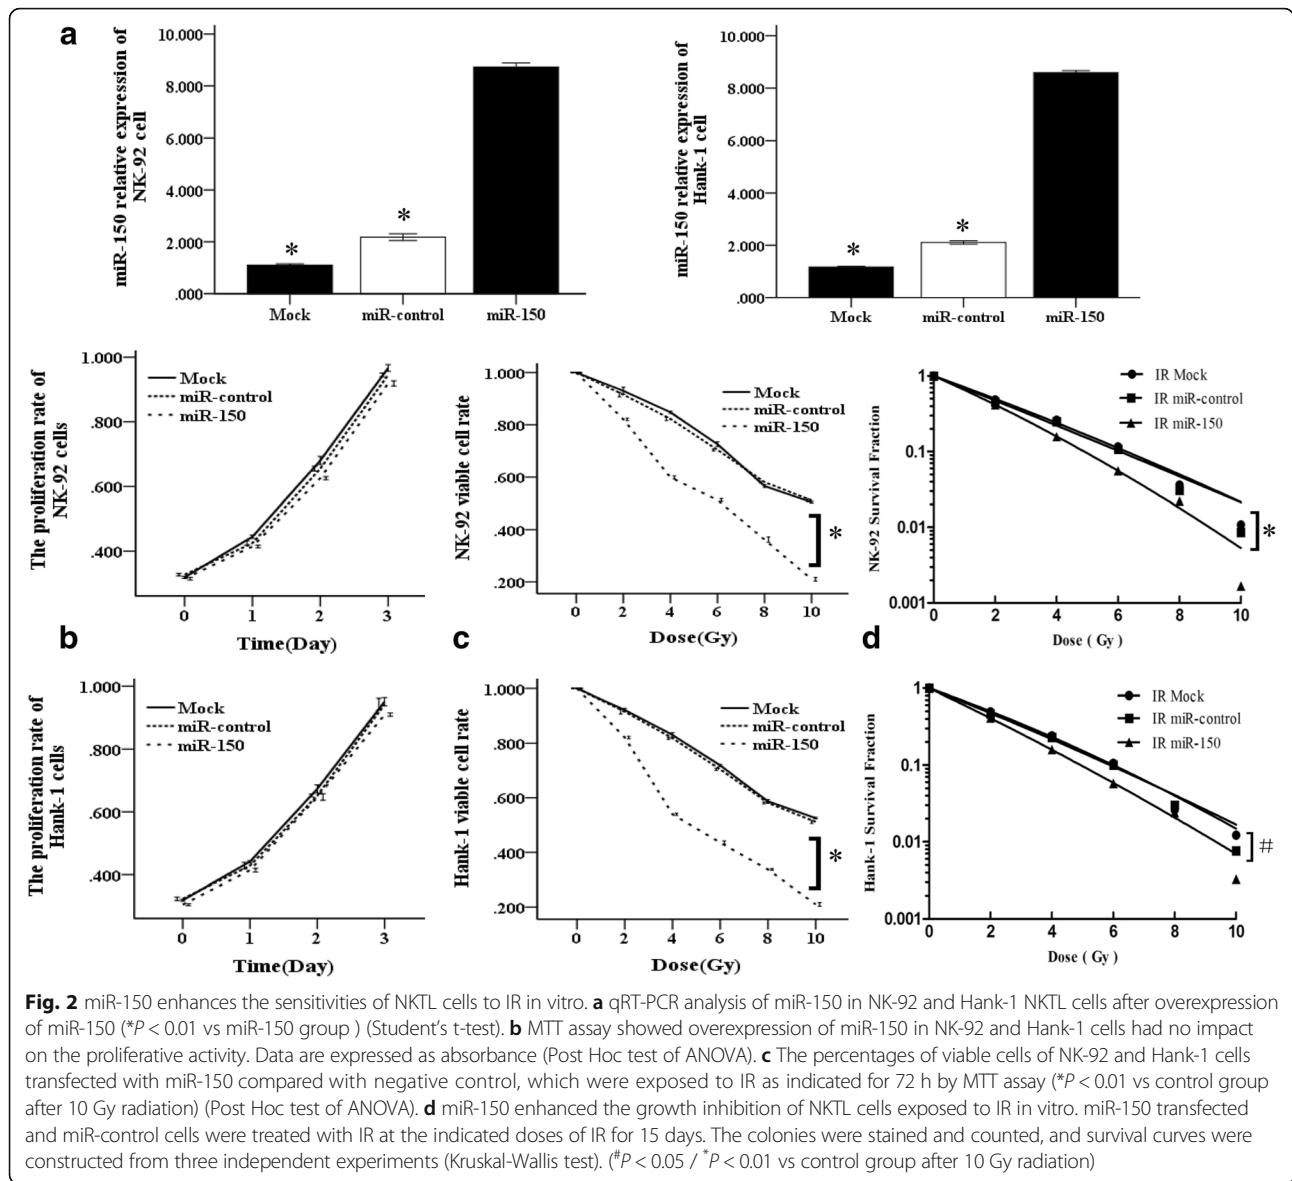 a
10.000
8.000
6.000
4.000
2.000
.000
miR-150 relative expression of
NK-92 cell
*
*
Mock
miR-control
miR-150
10.000
8.000
6.000
4.000
2.000
.000
miR-150 relative expression of
Hank-1 cell
*
*
Mock
miR-control
miR-150
1.000
.800
.600
.400
The proliferation rate of
NK-92 cells
Mock
miR-control
miR-150
0
1
2
3
Time(Day)
1.000
.800
.600
.400
.200
NK-92 viable cell rate
Mock
miR-control
miR-150
*
0
2
4
6
8
10
Dose(Gy)
1
0.1
0.01
0.001
NK-92 Survival Fraction
IR Mock
IR miR-control
IR miR-150
*
0
2
4
6
8
10
Dose ( Gy )
b
c
d
1.000
.800
.600
.400
The proliferation rate of
Hank-1 cells
Mock
miR-control
miR-150
0
1
2
3
Time(Day)
1.000
.800
.600
.400
.200
Hank-1 viable cell rate
Mock
miR-control
miR-150
*
0
2
4
6
8
10
Dose(Gy)
1
0.1
0.01
0.001
Hank-1 Survival Fraction
IR Mock
IR miR-control
IR miR-150
#
0
2
4
6
8
10
Dose ( Gy )
Fig. 2 miR-150 enhances the sensitivities of NKTL cells to IR in vitro. a qRT-PCR analysis of miR-150 in NK-92 and Hank-1 NKTL cells after overexpression
of miR-150 (*P < 0.01 vs miR-150 group ) (Student's t-test). b MTT assay showed overexpression of miR-150 in NK-92 and Hank-1 cells had no impact
on the proliferative activity. Data are expressed as absorbance (Post Hoc test of ANOVA). c The percentages of viable cells of NK-92 and Hank-1 cells
transfected with miR-150 compared with negative control, which were exposed to IR as indicated for 72 h by MTT assay (*P < 0.01 vs control group
after 10 Gy radiation) (Post Hoc test of ANOVA). d miR-150 enhanced the growth inhibition of NKTL cells exposed to IR in vitro. miR-150 transfected
and miR-control cells were treated with IR at the indicated doses of IR for 15 days. The colonies were stained and counted, and survival curves were
constructed from three independent experiments (Kruskal-Wallis test). (#P < 0.05 / *P < 0.01 vs control group after 10 Gy radiation)